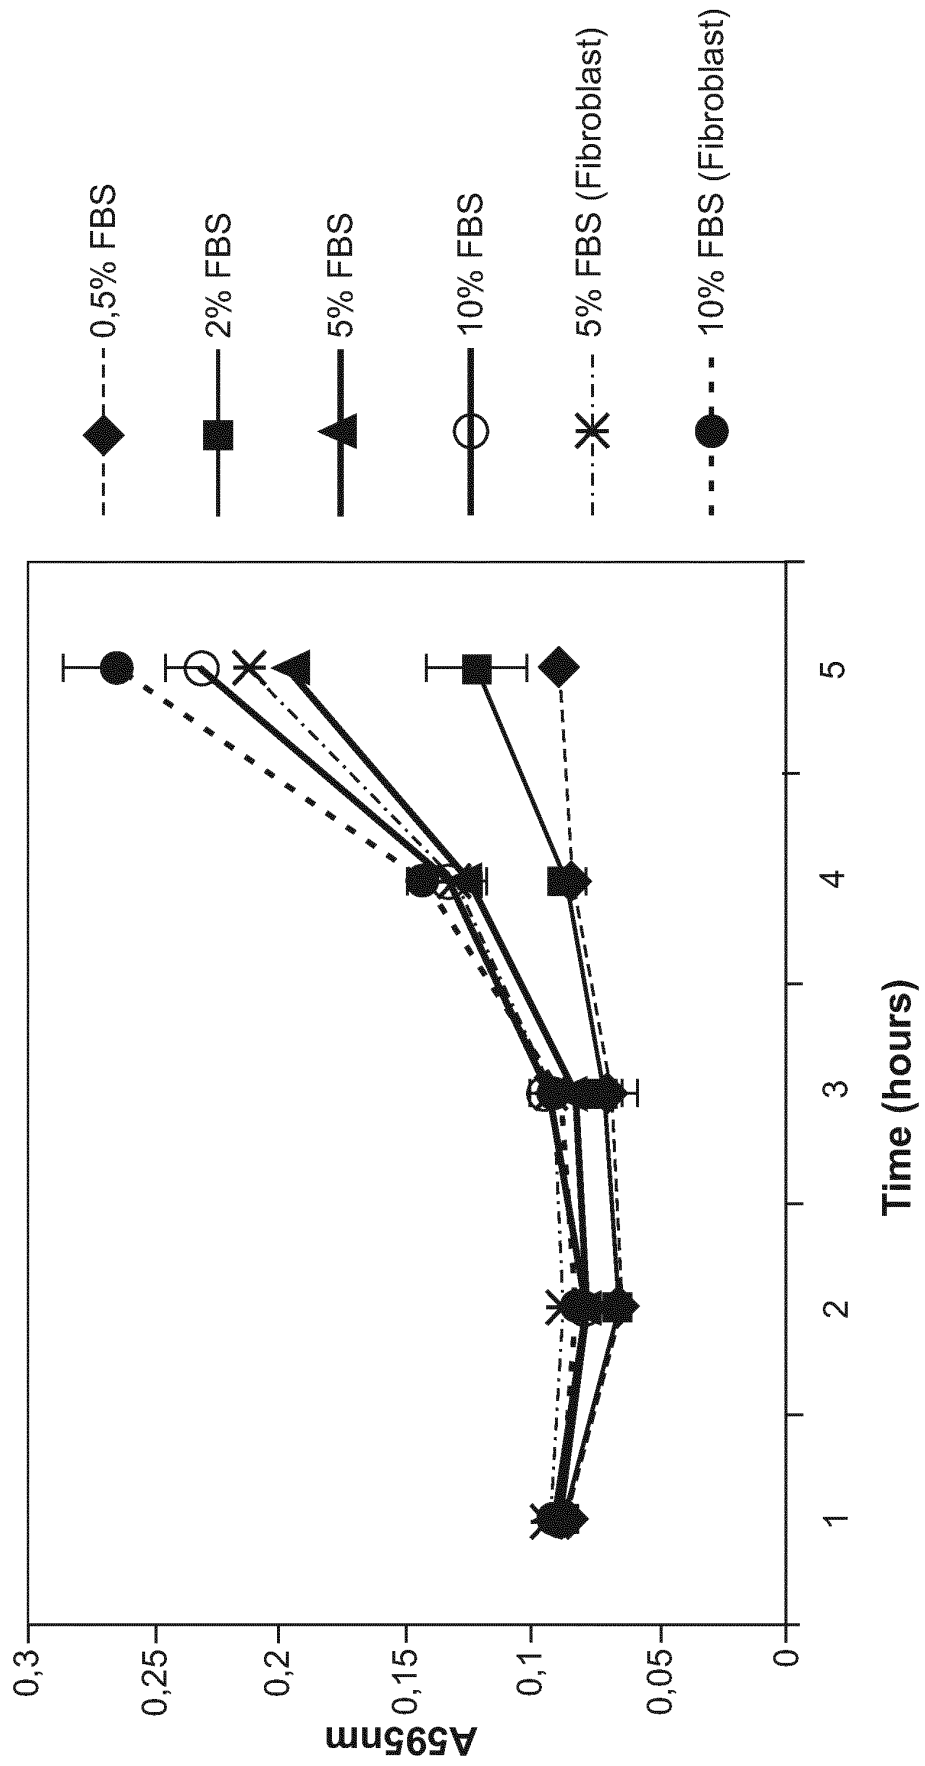 0,3
0,25
0,2
0,15
0,1
0,05
0
A595nm
1
2
3
4
5
Time (hours)
0,5% FBS
2% FBS
5% FBS
10% FBS
5% FBS (Fibroblast)
10% FBS (Fibroblast)